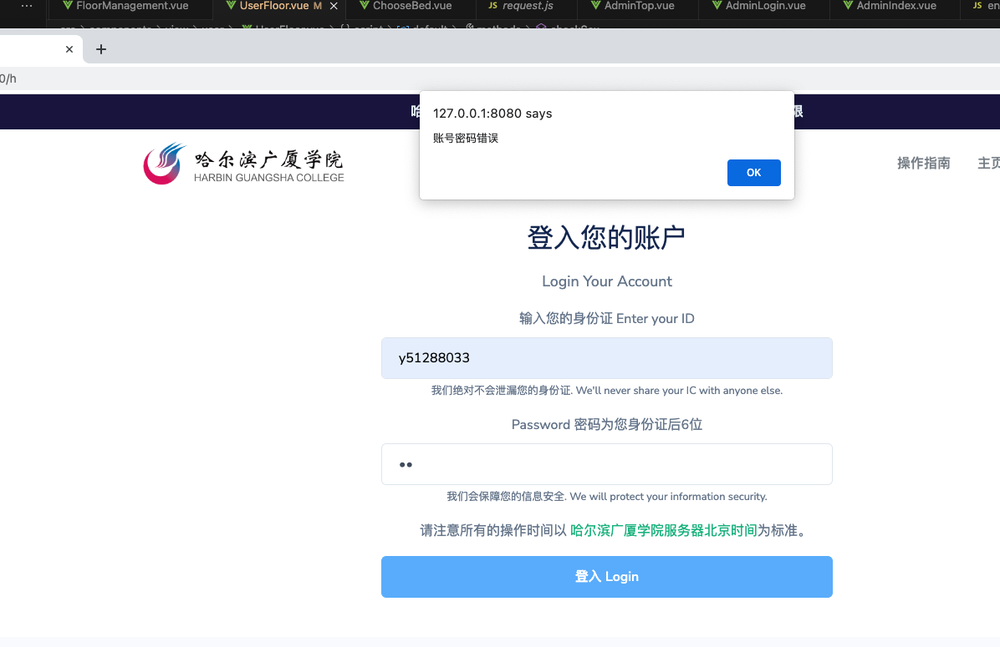 FloorManagement.vue UserFloor.vue M ChooseBed.vue JS request.js AdminTop.vue AdminLogin.vue AdminIndex.vue JS en
0/h
哈
限
127.0.0.1:8080 says
账号密码错误
OK
哈尔滨广厦学院
HARBIN GUANGSHA COLLEGE
操作指南 主页
登入您的账户
Login Your Account
输入您的身份证 Enter your ID
y51288033
我们绝对不会泄漏您的身份证. We'll never share your IC with anyone else.
Password 密码为您身份证后6位
我们会保障您的信息安全. We will protect your information security.
请注意所有的操作时间以 哈尔滨广厦学院服务器北京时间为标准。
登入 Login